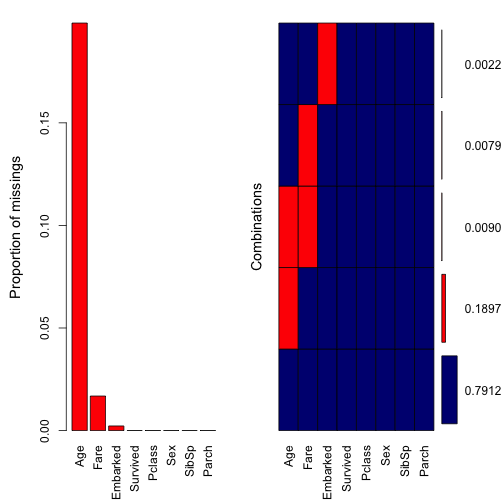 Proportion of missings
0.15
0.10
0.05
0.00
Age
Fare
Embarked
Survived
Pclass
Sex
SibSp
Parch
Combinations
0.0022
0.0079
0.0090
0.1897
0.7912
Age
Fare
Embarked
Survived
Pclass
Sex
SibSp
Parch